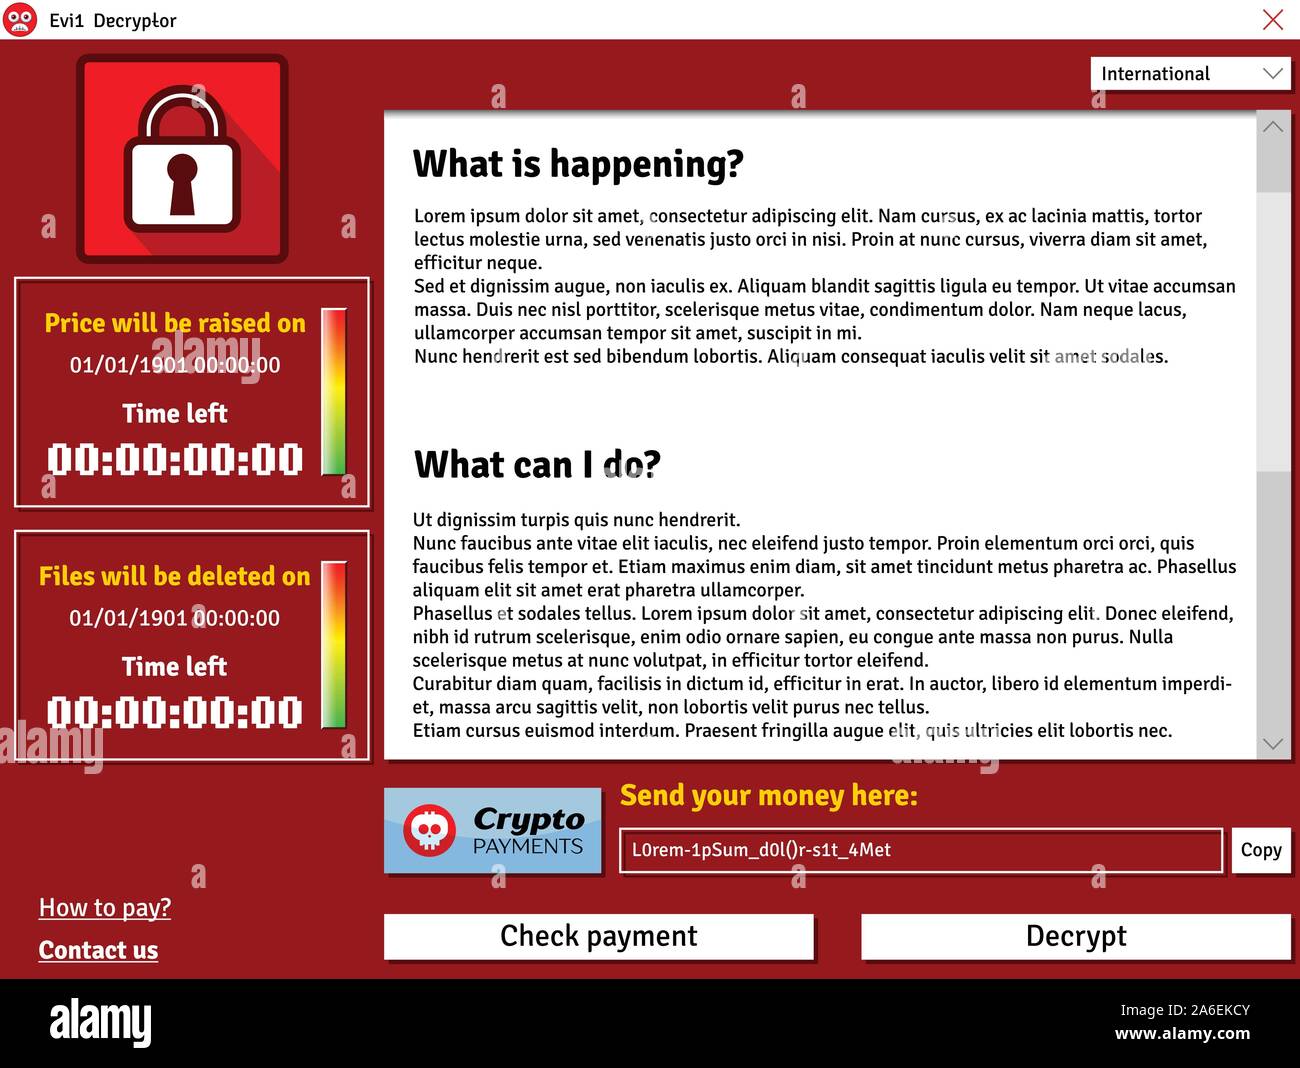 Evi1 Decryptor
International
What is happening?
Lorem ipsum dolor sit amet, consectetur adipiscing elit. Nam cursus, ex ac lacinia mattis, tortor
lectus molestie urna, sed venenatis justo orci in nisi. Proin at nunc cursus, viverra diam sit amet,
efficitur neque.
Sed et dignissim augue, non iaculis ex. Aliquam blandit sagittis ligula eu tempor. Ut vitae accumsan
massa. Duis nec nisl porttitor, scelerisque metus vitae, condimentum dolor. Nam neque lacus,
ullamcorper accumsan tempor sit amet, suscipit in mi.
Nunc hendrerit est sed bibendum lobortis. Aliquam consequat iaculis velit sit amet sodales.
What can I do?
Ut dignissim turpis quis nunc hendrerit.
Nunc faucibus ante vitae elit iaculis, nec eleifend justo tempor. Proin elementum orci orci, quis
faucibus felis tempor et. Etiam maximus enim diam, sit amet tincidunt metus pharetra ac. Phasellus
aliquam elit sit amet erat pharetra ullamcorper.
Phasellus et sodales tellus. Lorem ipsum dolor sit amet, consectetur adipiscing elit. Donec eleifend,
nibh id rutrum scelerisque, enim odio ornare sapien, eu congue ante massa non purus. Nulla
scelerisque metus at nunc volutpat, in efficitur tortor eleifend.
Curabitur diam quam, facilisis in dictum id, efficitur in erat. In auctor, libero id elementum imperdi-
et, massa arcu sagittis velit, non lobortis velit purus nec tellus.
Etiam cursus euismod interdum. Praesent fringilla augue elit, quis ultricies elit lobortis nec.
Price will be raised on
01/01/1901 00:00:00
Time left
00:00:00:00
Files will be deleted on
01/01/1901 00:00:00
Time left
00:00:00:00
Crypto
PAYMENTS
Send your money here:
L0rem-1pSum_d0l()r-s1t_4Met
Copy
How to pay?
Contact us
Check payment
Decrypt
alamy
alamy
alamy
alamy
Image ID: 2A6EKCY
www.alamy.com